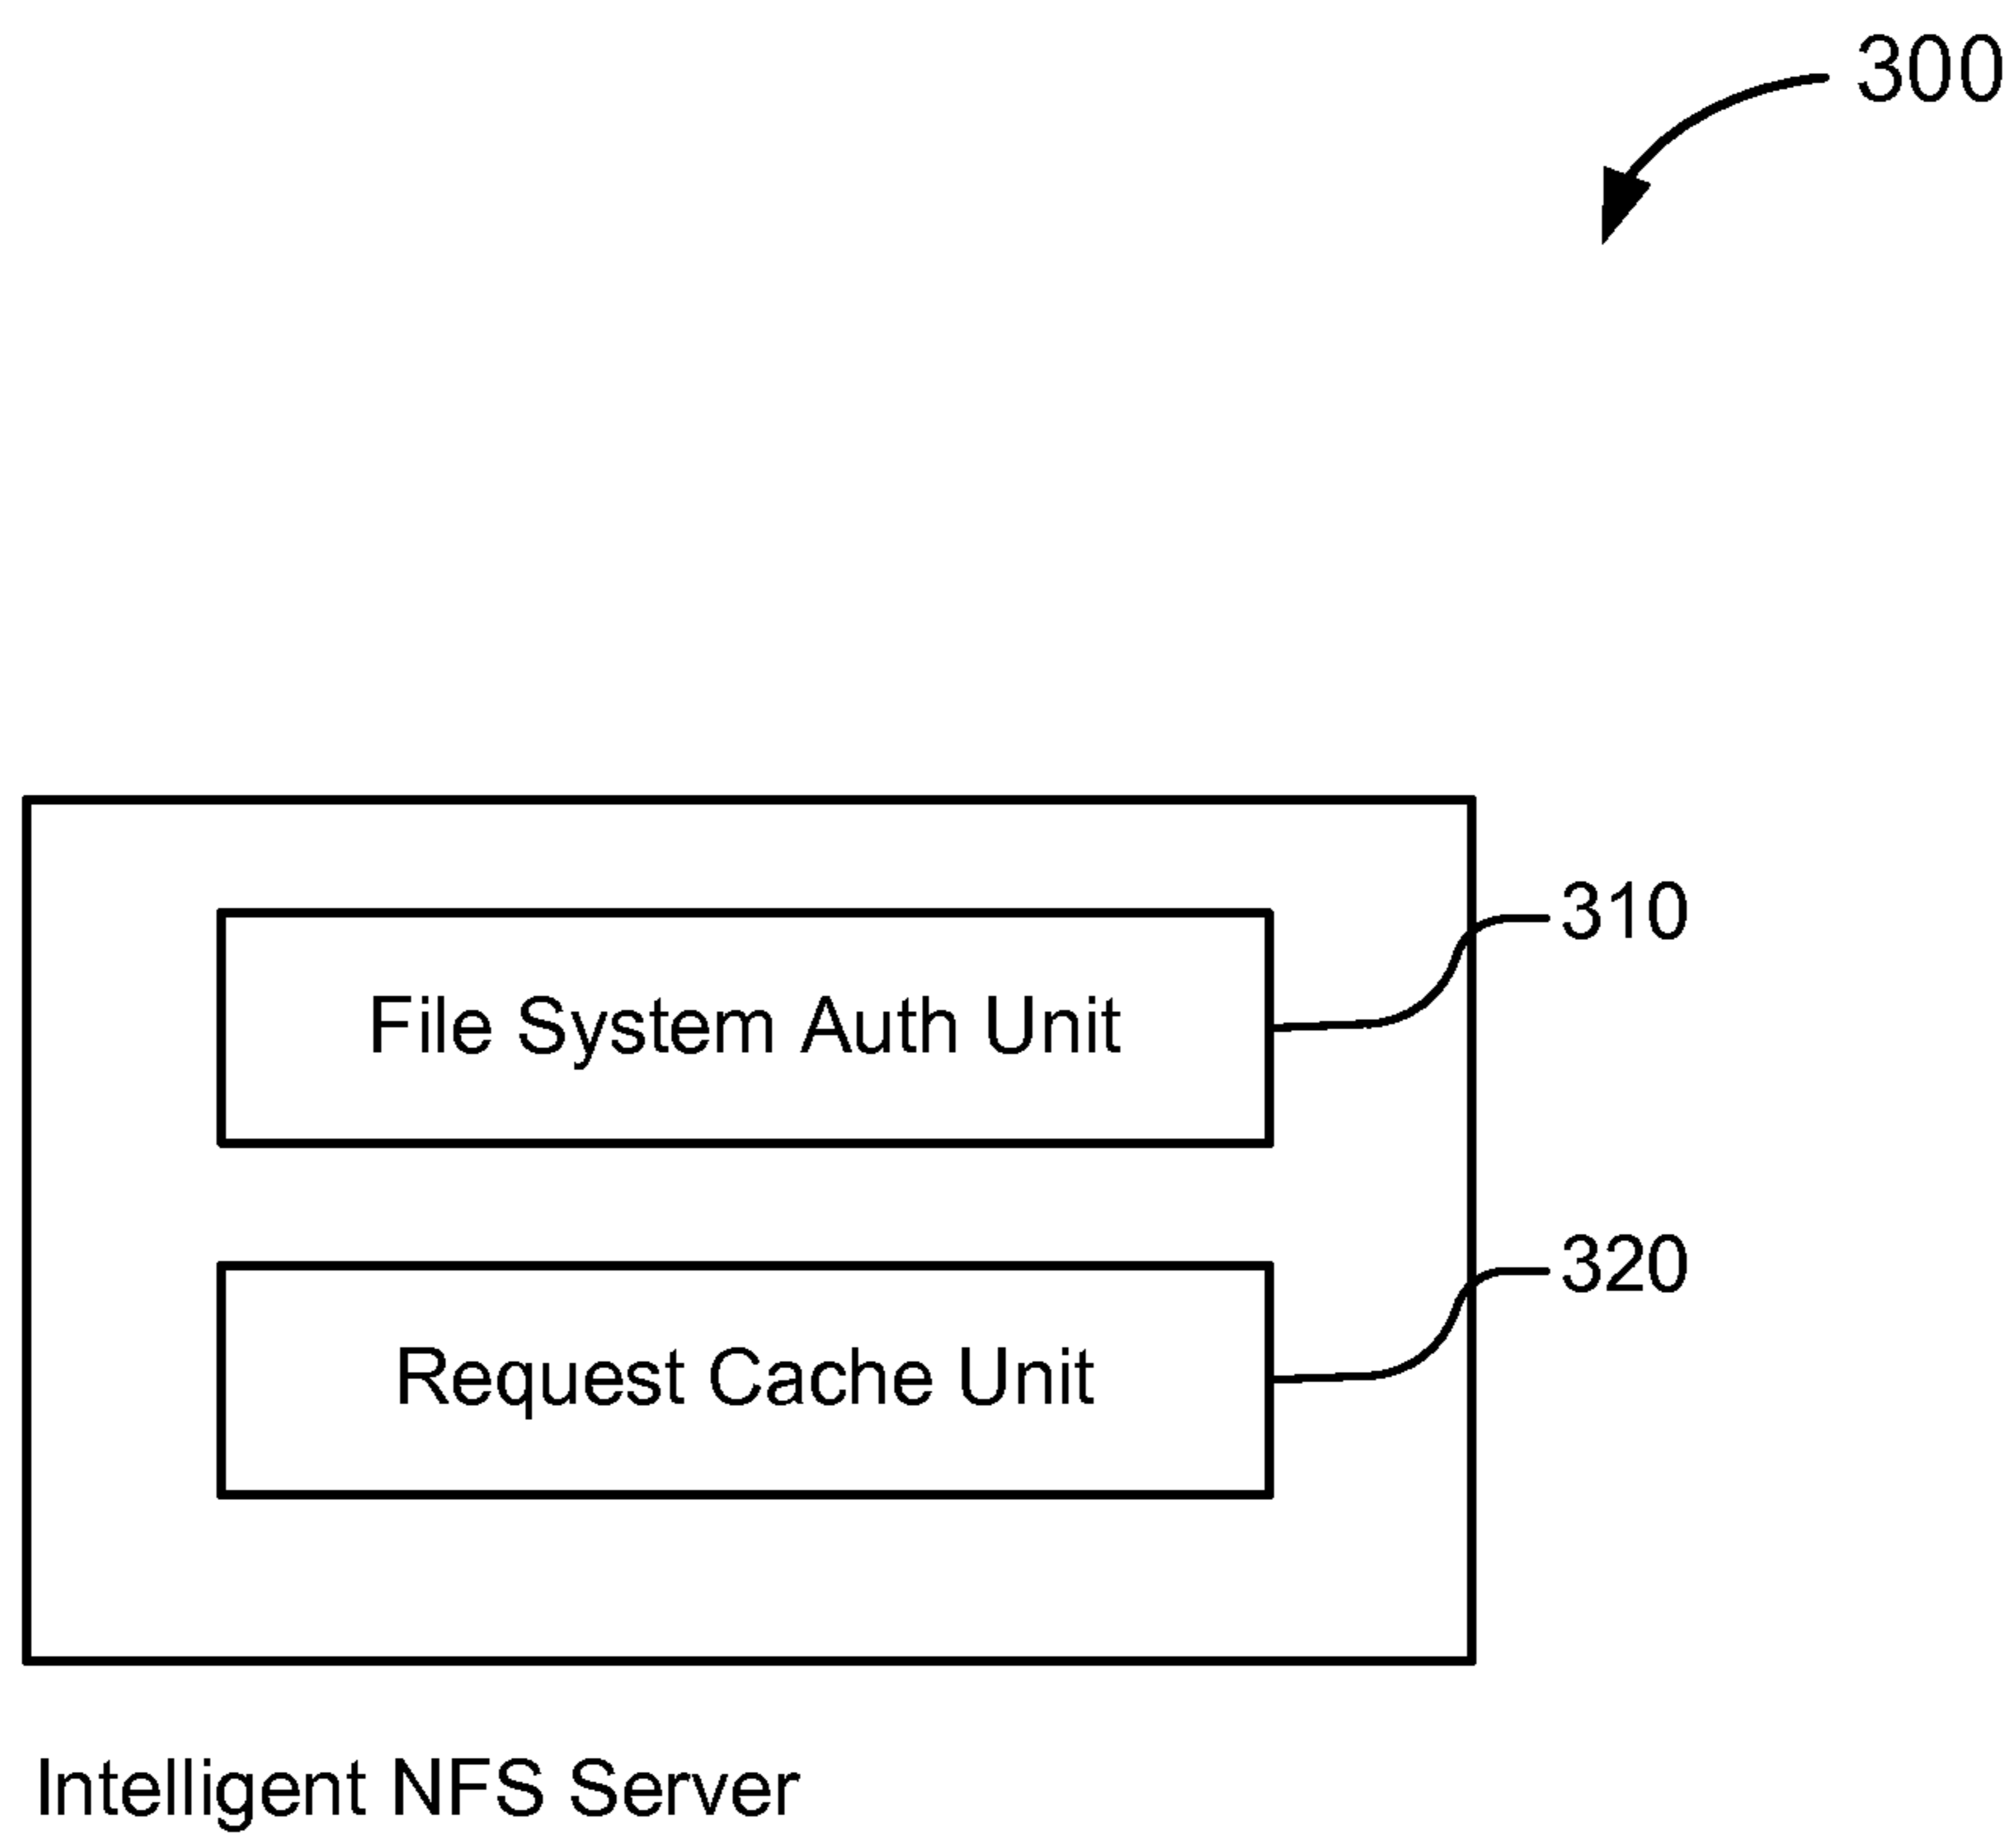 300
310
File System Auth Unit
320
Request Cache Unit
Intelligent NFS Server